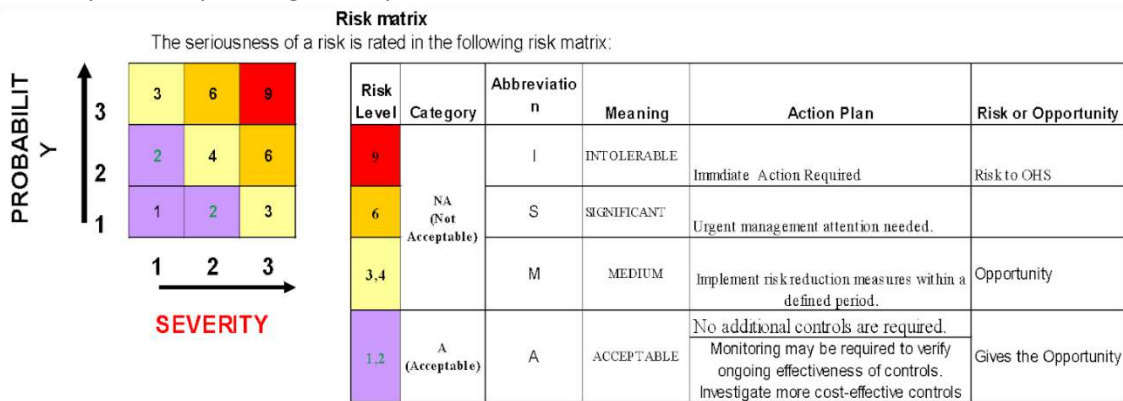 Risk matrix
The seriousness of a risk is rated in the following risk matrix:
PROBABILIT
Y
3
2
1
3 6 9
2 4 6
1 2 3
1 2 3
SEVERITY
Risk Level Category Abbreviatio n Meaning Action Plan Risk or Opportunity
9 I INTOLERABLE Immdiate Action Required Risk to OHS
NA
(Not
Acceptable)
6 S SIGNIFICANT Urgent management attention needed.
3,4 M MEDIUM Implement risk reduction measures within a Opportunity
defined period.
No additional controls are required.
1,2 A (Acceptable) A ACCEPTABLE Monitoring may be required to verify Gives the Opportunity
ongoing effectiveness of controls.
Investigate more cost-effective controls